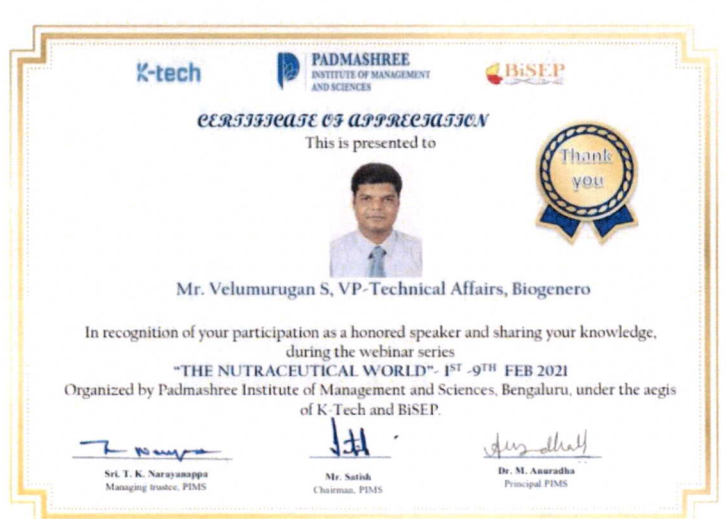 K-tech
PADMASHREE
INSTITUTE OF MANAGEMENT
AND SCIENCES
BiSEP
CERTIFICATE OF APPRECIATION
This is presented to
Thank
you
Mr. Velumurugan S, VP-Technical Affairs, Biogenero
In recognition of your participation as a honored speaker and sharing your knowledge,
during the webinar series
"THE NUTRACEUTICAL WORLD"- 1ST -9TH FEB 2021
Organized by Padmashree Institute of Management and Sciences, Bengaluru, under the aegis
of K-Tech and BiSEP.
Sri. T. K. Narayanappa
Managing trustee, PIMS
Mr. Satish
Chairman, PIMS
Dr. M. Anuradha
Principal PIMS